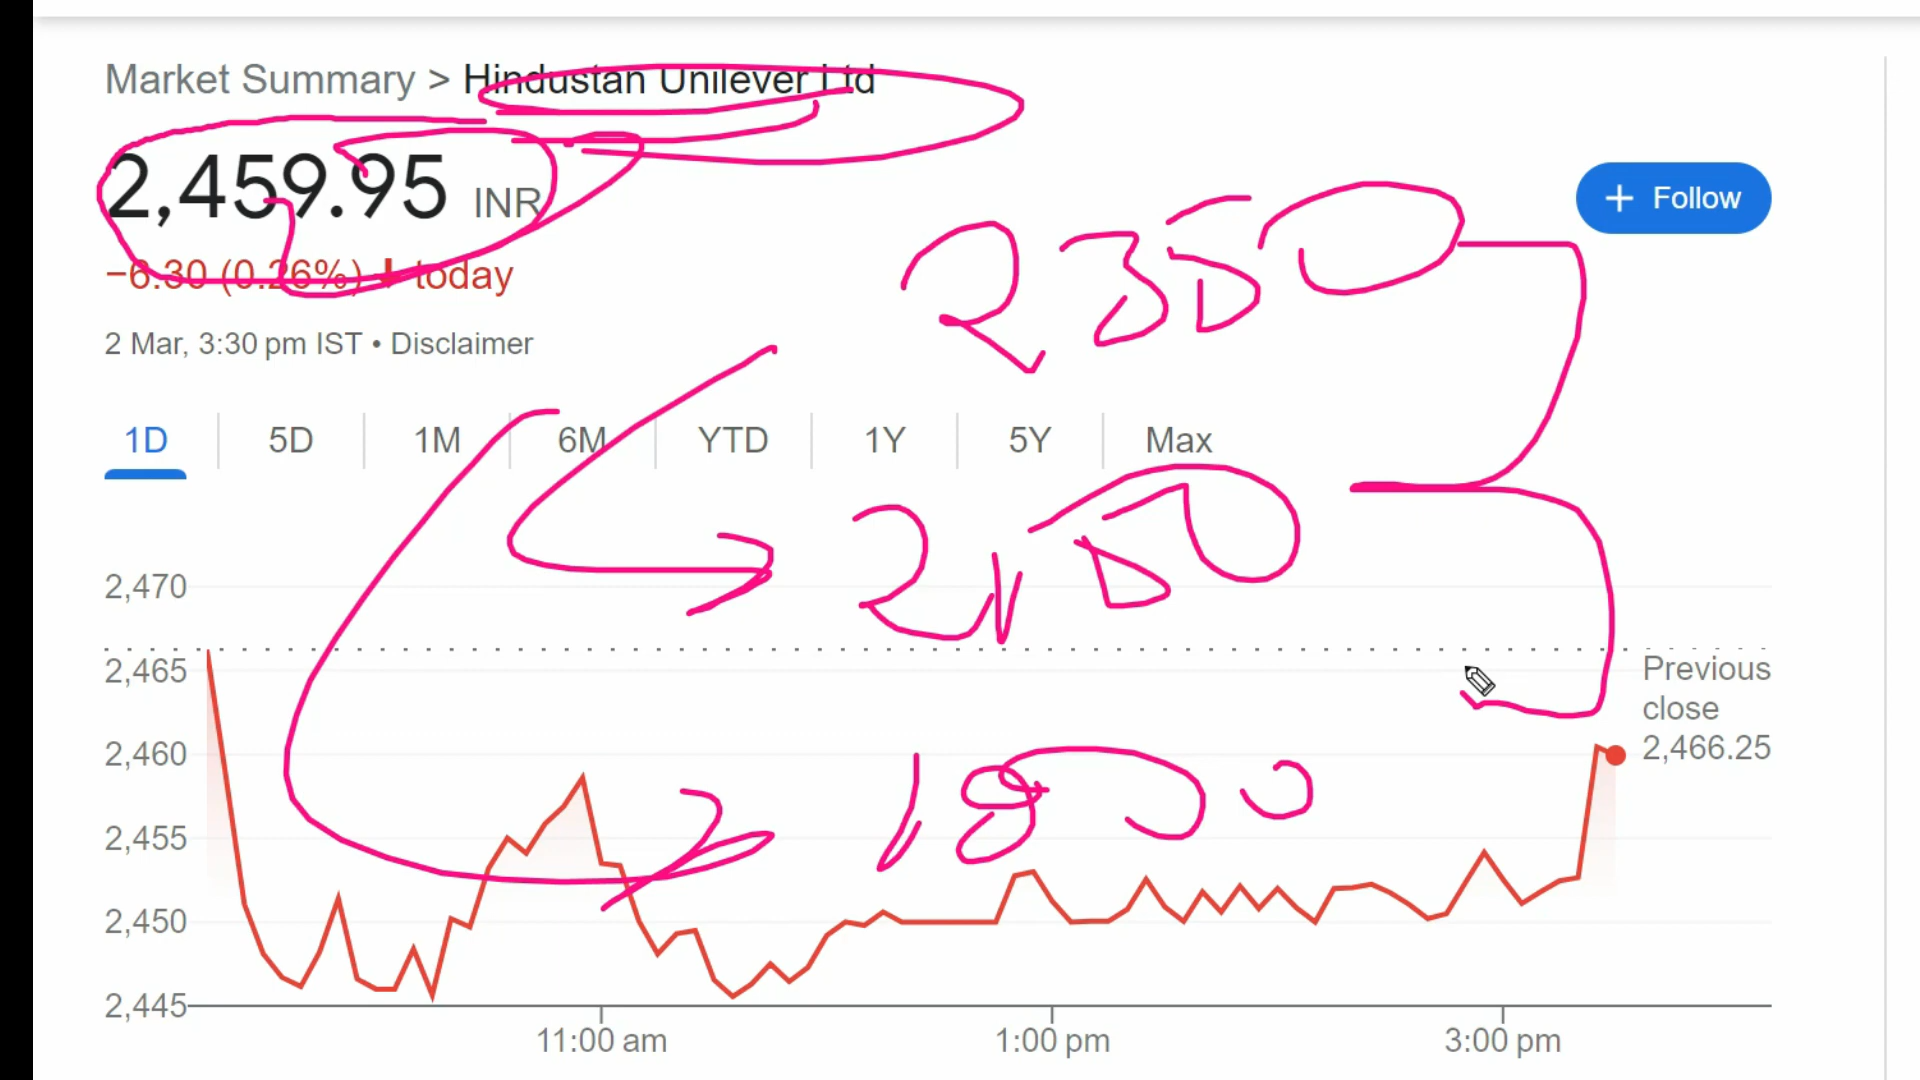 Market Summary > Hindustan Unilever Ltd
2,459.95 INR
+ Follow
−6.30 (0.26%) ↓ today
2 Mar, 3:30 pm IST • Disclaimer
2350
1D 5D 1M 6M YTD 1Y 5Y Max
2150
2,470
2,465
2,460
2,455
2,450
2,445
Previous
close
2,466.25
11:00 am 1:00 pm 3:00 pm